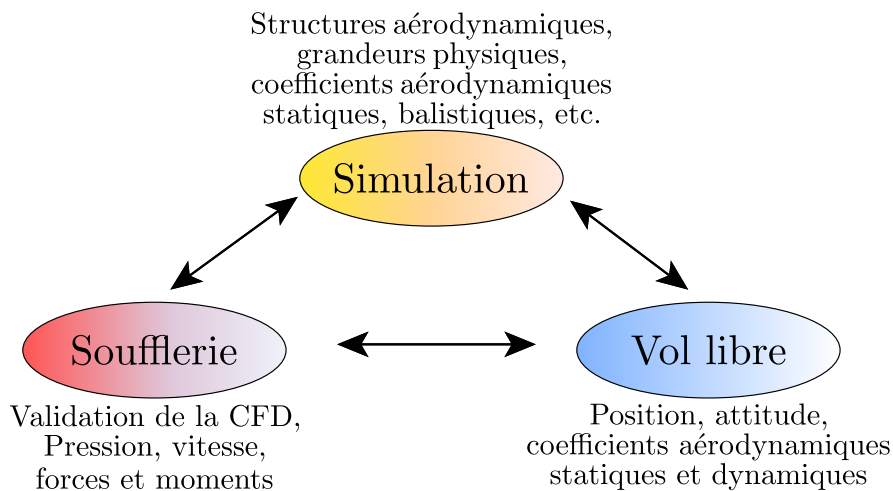 Structures aérodynamiques,
grandeurs physiques,
coefficients aérodynamiques
statiques, balistiques, etc.
Simulation
Soufflerie
Vol libre
Validation de la CFD,
Pression, vitesse,
forces et moments
Position, attitude,
coefficients aérodynamiques
statiques et dynamiques